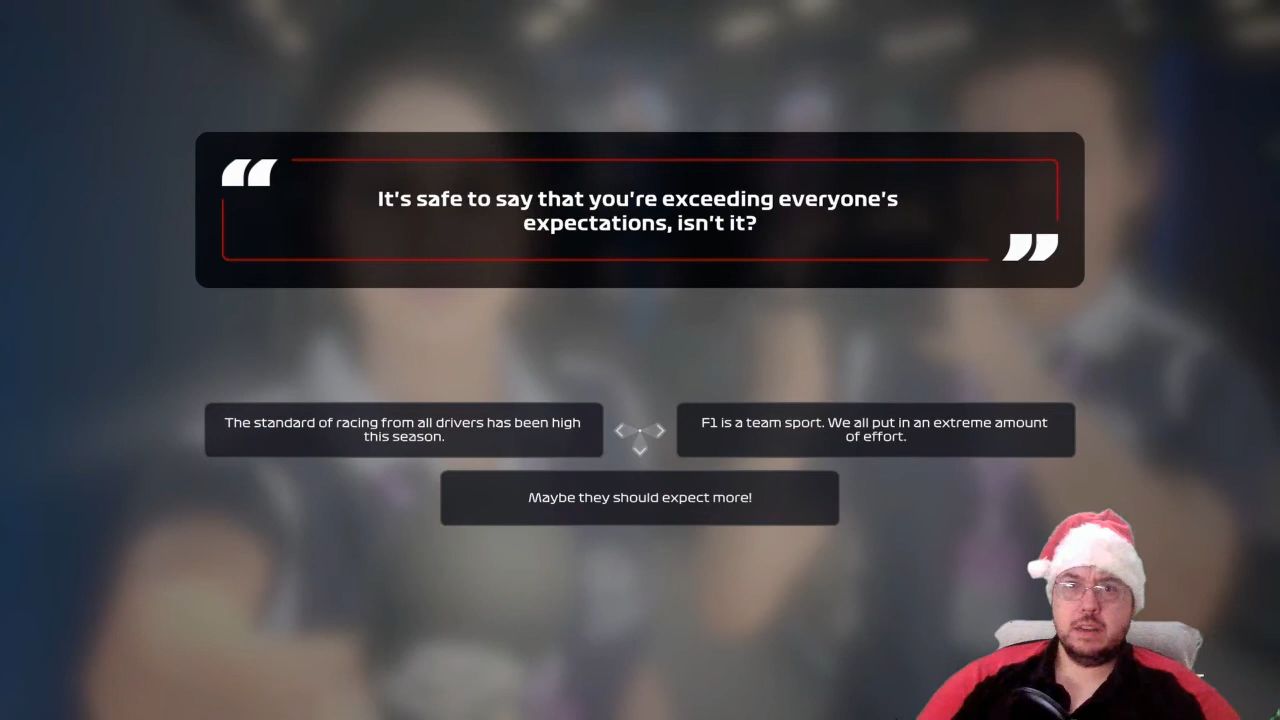 It's safe to say that you're exceeding everyone's
expectations, isn't it?
The standard of racing from all drivers has been high
this season.
F1 is a team sport. We all put in an extreme amount
of effort.
Maybe they should expect more!